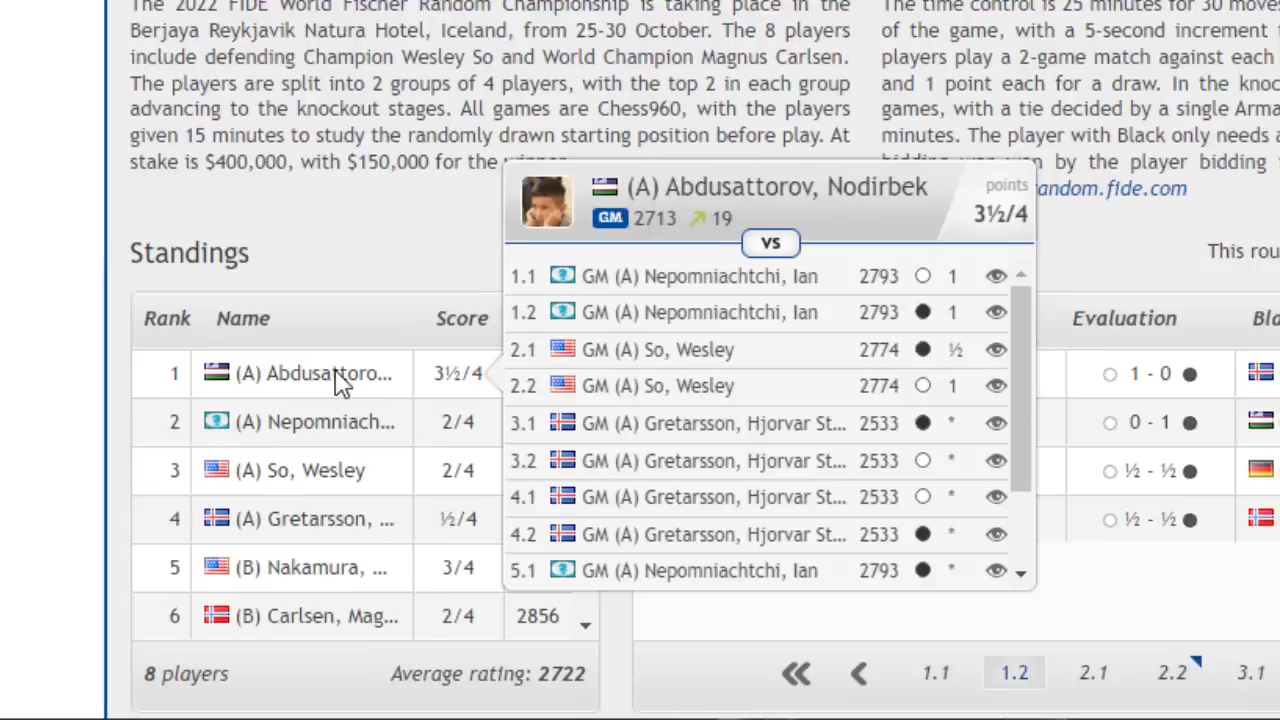 The 2022 FIDE World Fischer Random Championship is taking place in the
Berjaya Reykjavik Natura Hotel, Iceland, from 25-30 October. The 8 players
include defending Champion Wesley So and World Champion Magnus Carlsen.
The players are split into 2 groups of 4 players, with the top 2 in each group
advancing to the knockout stages. All games are Chess960, with the players
given 15 minutes to study the randomly drawn starting position before play. At
stake is $400,000, with $150,000 for the
The time control is 25 minutes for 30 moves
of the game, with a 5-second increment
players play a 2-game match against each
and 1 point each for a draw. In the knoc
games, with a tie decided by a single Arma
minutes. The player with Black only needs a
by the player bidding
andom.fide.com
Standings
This rou
Rank Name Score
1 (A) Abdusattoro... 3½/4
2 (A) Nepomniach... 2/4
3 (A) So, Wesley 2/4
4 (A) Gretarsson, ... ½/4
5 (B) Nakamura, ... 3/4
6 (B) Carlsen, Mag... 2/4 2856
8 players Average rating: 2722
(A) Abdusattorov, Nodirbek
GM 2713 19
points
3½/4
VS
1.1 GM (A) Nepomniachtchi, Ian 2793 1
1.2 GM (A) Nepomniachtchi, Ian 2793 1
2.1 GM (A) So, Wesley 2774 ½
2.2 GM (A) So, Wesley 2774 1
3.1 GM (A) Gretarsson, Hjorvar St... 2533 *
3.2 GM (A) Gretarsson, Hjorvar St... 2533 *
4.1 GM (A) Gretarsson, Hjorvar St... 2533 *
4.2 GM (A) Gretarsson, Hjorvar St... 2533 *
5.1 GM (A) Nepomniachtchi, Ian 2793 *
Evaluation Bla
1 - 0
0 - 1
½ - ½
½ - ½
1.1 1.2 2.1 2.2 3.1